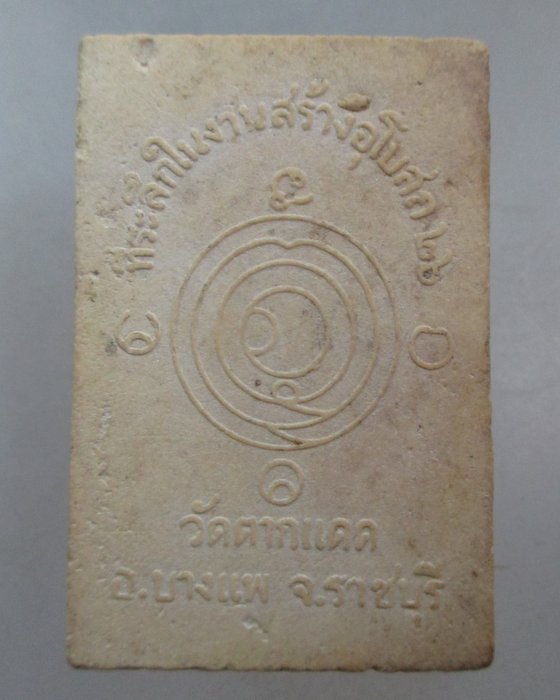 ที่ระลึกในงานสร้างอุโบสถ ๒๖
วัดตากแดด
อ.บางแพ จ.ราชบุรี